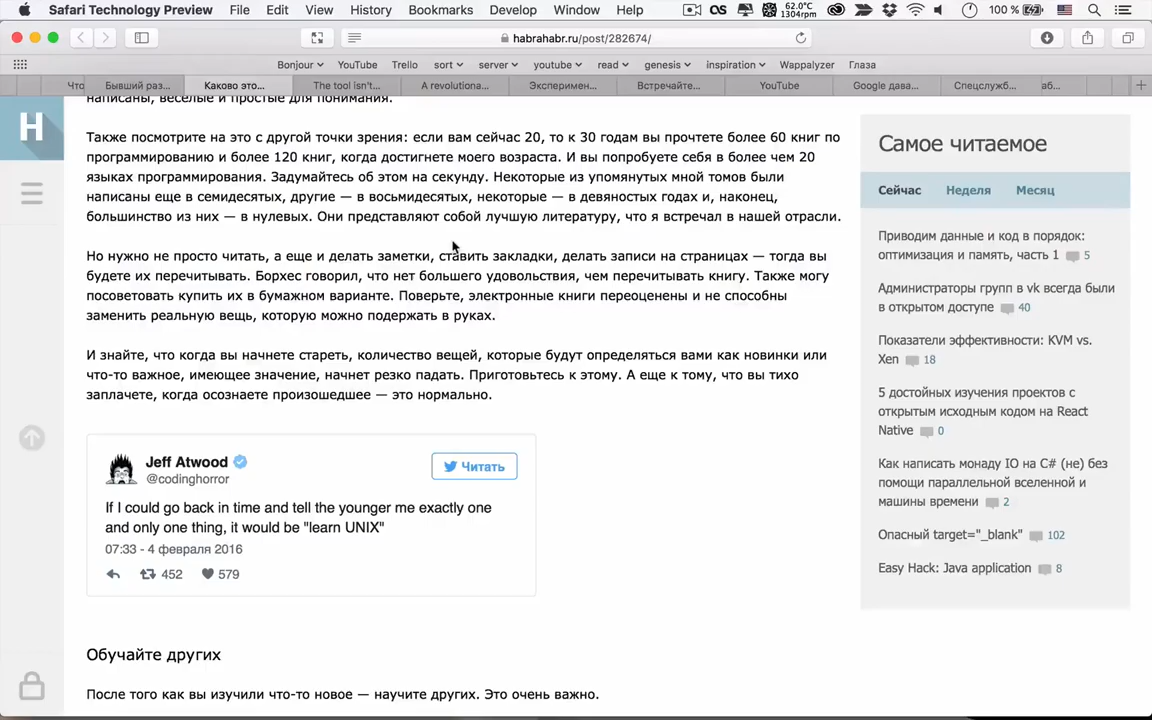 Safari Technology Preview File Edit View History Bookmarks Develop Window Help 62.0°C 1304rpm 100 %
habrahabr.ru/post/282674/
Bonjour YouTube Trello sort server youtube read genesis inspiration Wappalyzer Глаза
Что Бывший раз... Каково это... The tool isn't... A revolutiona... Эксперимен... Встречайте... YouTube Google дава... Спецслужб... аб...
написаны, веселые и простые для понимания.
Также посмотрите на это с другой точки зрения: если вам сейчас 20, то к 30 годам вы прочтете более 60 книг по
программированию и более 120 книг, когда достигнете моего возраста. И вы попробуете себя в более чем 20
языках программирования. Задумайтесь об этом на секунду. Некоторые из упомянутых мной томов были
написаны еще в семидесятых, другие — в восьмидесятых, некоторые — в девяностых годах и, наконец,
большинство из них — в нулевых. Они представляют собой лучшую литературу, что я встречал в нашей отрасли.
Но нужно не просто читать, а еще и делать заметки, ставить закладки, делать записи на страницах — тогда вы
будете их перечитывать. Борхес говорил, что нет большего удовольствия, чем перечитывать книгу. Также могу
посоветовать купить их в бумажном варианте. Поверьте, электронные книги переоценены и не способны
заменить реальную вещь, которую можно подержать в руках.
И знайте, что когда вы начнете стареть, количество вещей, которые будут определяться вами как новинки или
что-то важное, имеющее значение, начнет резко падать. Приготовьтесь к этому. А еще к тому, что вы тихо
заплачете, когда осознаете произошедшее — это нормально.
Jeff Atwood
@codinghorror
Читать
If I could go back in time and tell the younger me exactly one
and only one thing, it would be "learn UNIX"
07:33 - 4 февраля 2016
452 579
Обучайте других
После того как вы изучили что-то новое — научите других. Это очень важно.
Самое читаемое
Сейчас Неделя Месяц
Приводим данные и код в порядок:
оптимизация и память, часть 1 5
Администраторы групп в vk всегда были
в открытом доступе 40
Показатели эффективности: KVM vs.
Xen 18
5 достойных изучения проектов с
открытым исходным кодом на React
Native 0
Как написать монаду IO на C# (не) без
помощи параллельной вселенной и
машины времени 2
Опасный target="_blank" 102
Easy Hack: Java application 8